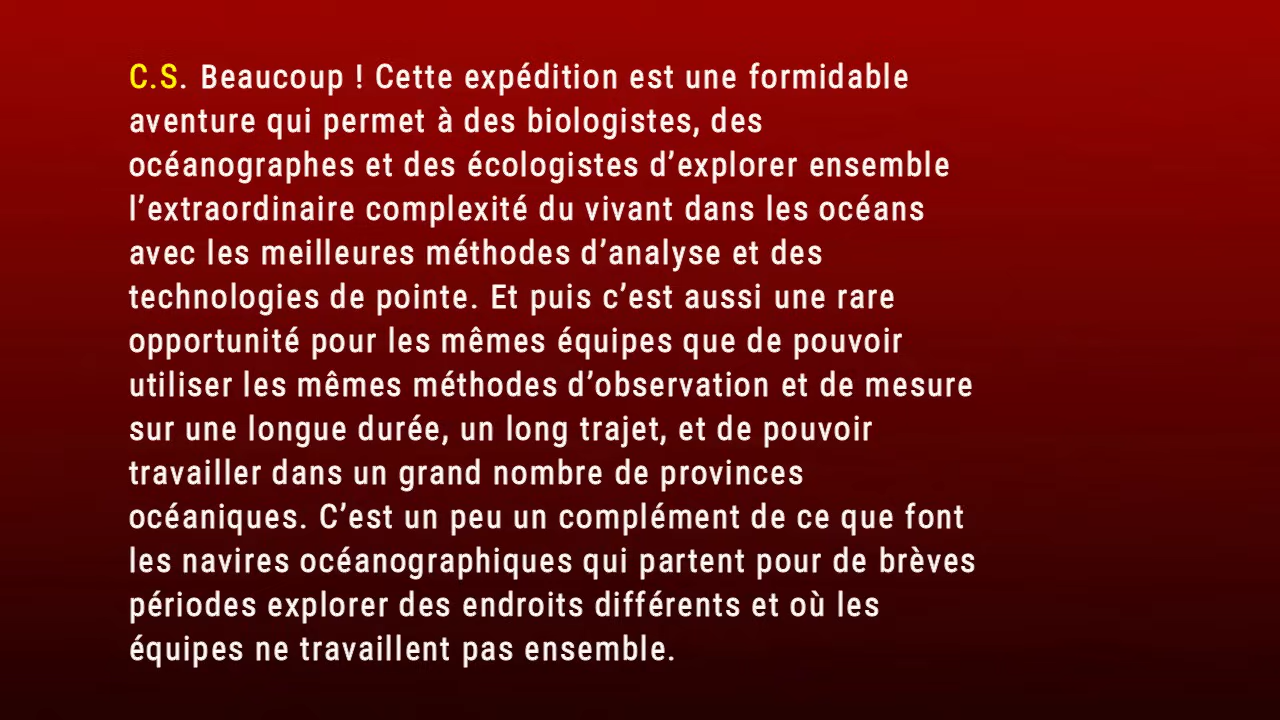 C.S. Beaucoup ! Cette expédition est une formidable
aventure qui permet à des biologistes, des
océanographes et des écologistes d’explorer ensemble
l’extraordinaire complexité du vivant dans les océans
avec les meilleures méthodes d’analyse et des
technologies de pointe. Et puis c’est aussi une rare
opportunité pour les mêmes équipes que de pouvoir
utiliser les mêmes méthodes d’observation et de mesure
sur une longue durée, un long trajet, et de pouvoir
travailler dans un grand nombre de provinces
océaniques. C’est un peu un complément de ce que font
les navires océanographiques qui partent pour de brèves
périodes explorer des endroits différents et où les
équipes ne travaillent pas ensemble.